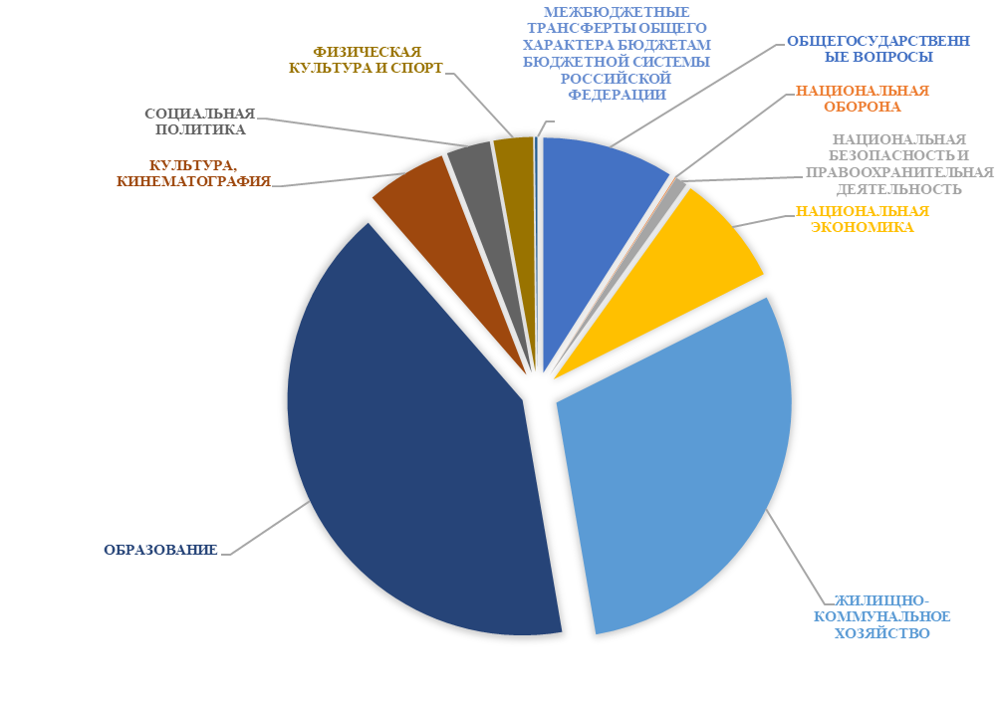 МЕЖБЮДЖЕТНЫЕ
ТРАНСФЕРТЫ ОБЩЕГО
ХАРАКТЕРА БЮДЖЕТАМ
БЮДЖЕТНОЙ СИСТЕМЫ
РОССИЙСКОЙ
ФЕДЕРАЦИИ
ОБЩЕГОСУДАРСТВЕНН
ЫЕ ВОПРОСЫ
НАЦИОНАЛЬНАЯ
ОБОРОНА
НАЦИОНАЛЬНАЯ
БЕЗОПАСНОСТЬ И
ПРАВООХРАНИТЕЛЬНАЯ
ДЕЯТЕЛЬНОСТЬ
НАЦИОНАЛЬНАЯ
ЭКОНОМИКА
ЖИЛИЩНО-
КОММУНАЛЬНОЕ
ХОЗЯЙСТВО
ОБРАЗОВАНИЕ
КУЛЬТУРА,
КИНЕМАТОГРАФИЯ
СОЦИАЛЬНАЯ
ПОЛИТИКА
ФИЗИЧЕСКАЯ
КУЛЬТУРА И СПОРТ